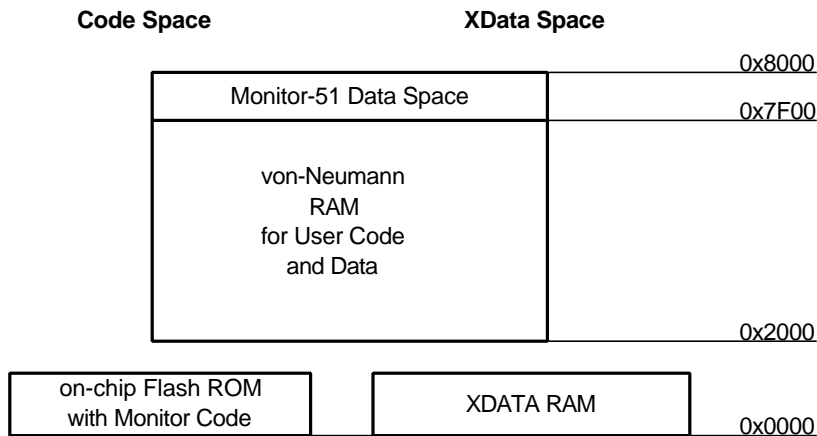 Code Space
XData Space
0x8000
Monitor-51 Data Space
0x7F00
von-Neumann
RAM
for User Code
and Data
0x2000
on-chip Flash ROM
with Monitor Code
XDATA RAM
0x0000